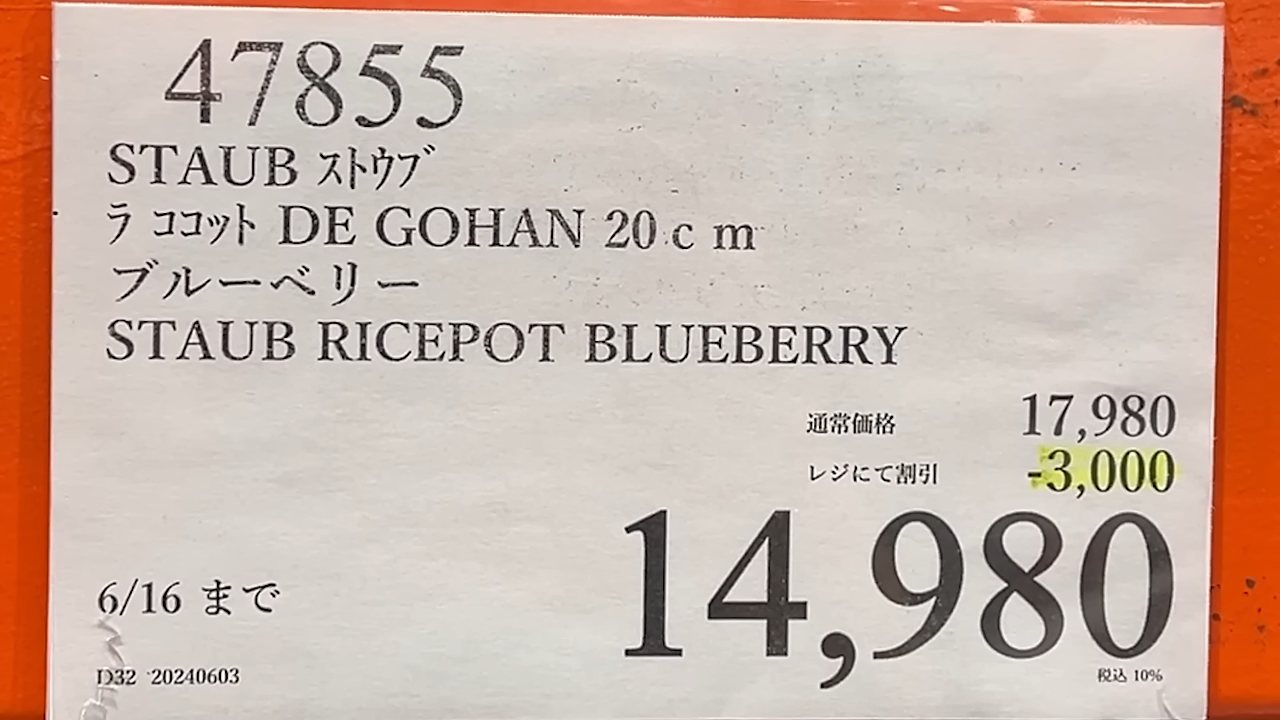 47855
STAUB ｽﾄｳﾌﾞ
ﾗ ｺｺｯﾄ DE GOHAN 20ｃｍ
ブルーベリー
STAUB RICEPOT BLUEBERRY
通常価格 17,980
レジにて割引 -3,000
14,980
6/16 まで
D32 20240603
税込 10%